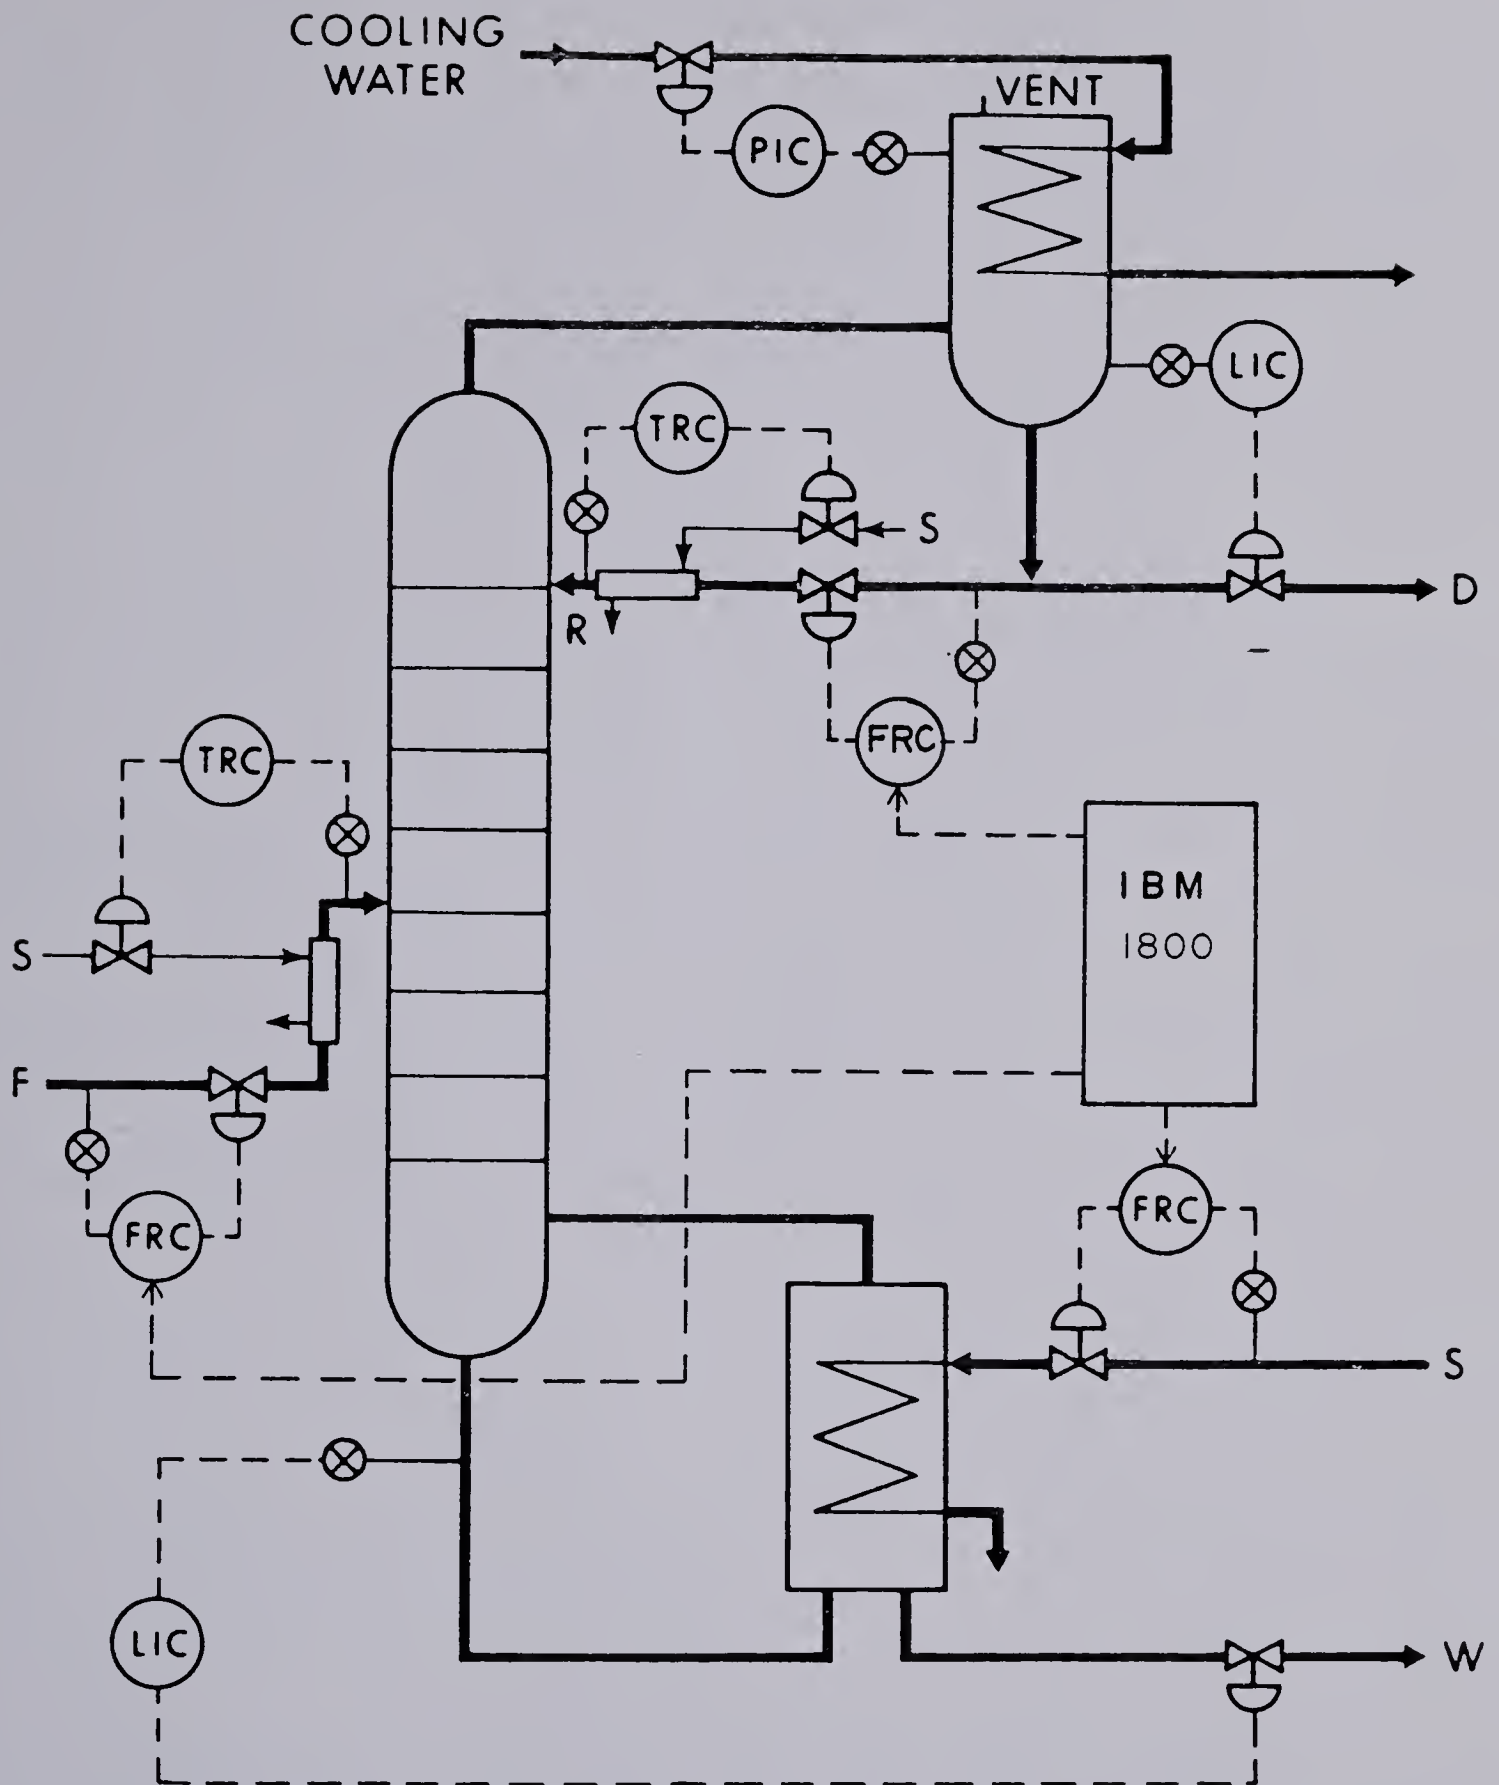 COOLING
WATER
VENT
PIC
LIC
TRC
S
R
D
FRC
TRC
IBM
1800
S
F
FRC
FRC
S
LIC
W